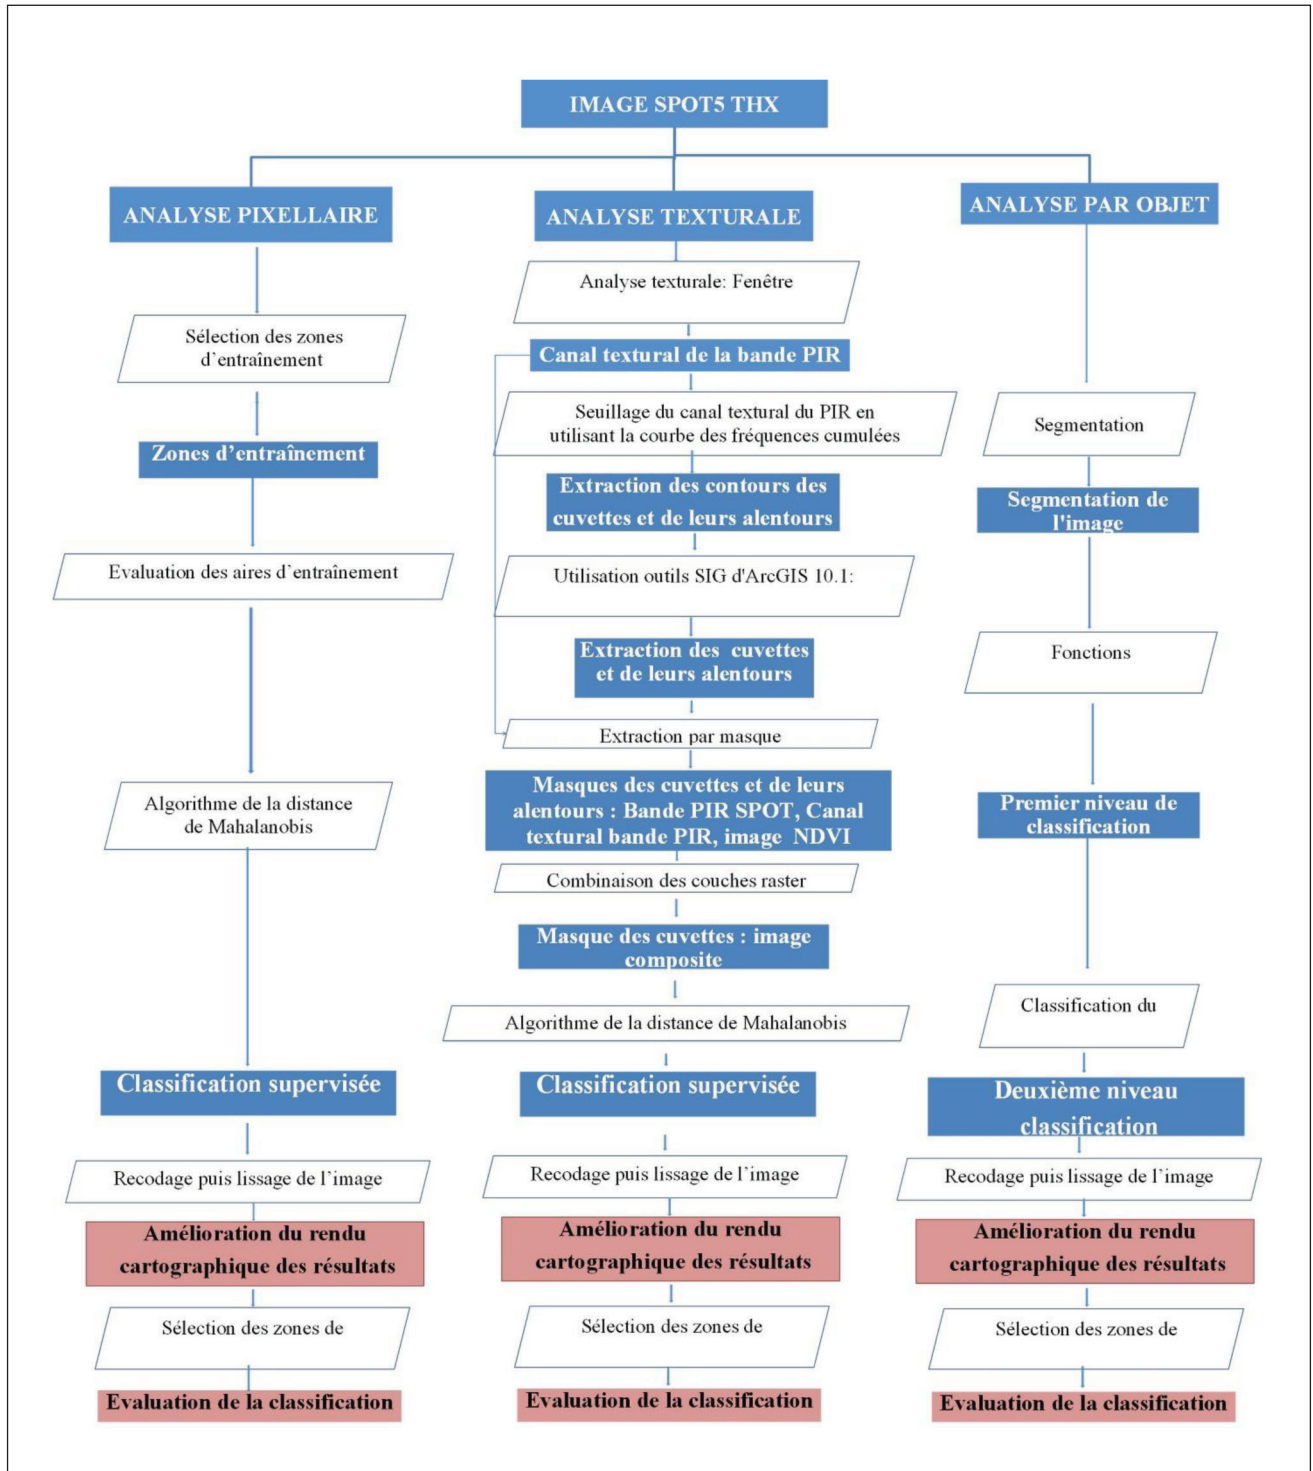 IMAGE SPOT5 THX
ANALYSE PIXELLAIRE
Sélection des zones
d’entraînement
Zones d’entraînement
Evaluation des aires d’entraînement
Algorithme de la distance
de Mahalanobis
Classification supervisée
Recodage puis lissage de l’image
Amélioration du rendu
cartographique des résultats
Sélection des zones de
Evaluation de la classification
ANALYSE TEXTURALE
Analyse texturale: Fenêtre
Canal textural de la bande PIR
Seuillage du canal textural du PIR en
utilisant la courbe des fréquences cumulées
Extraction des contours des
cuvettes et de leurs alentours
Utilisation outils SIG d'ArcGIS 10.1:
Extraction des cuvettes
et de leurs alentours
Extraction par masque
Masques des cuvettes et de leurs
alentours : Bande PIR SPOT, Canal
textural bande PIR, image NDVI
Combinaison des couches raster
Masque des cuvettes : image
composite
Algorithme de la distance de Mahalanobis
Classification supervisée
Recodage puis lissage de l’image
Amélioration du rendu
cartographique des résultats
Sélection des zones de
Evaluation de la classification
ANALYSE PAR OBJET
Segmentation
Segmentation de
l'image
Fonctions
Premier niveau de
classification
Classification du
Deuxième niveau
classification
Recodage puis lissage de l’image
Amélioration du rendu
cartographique des résultats
Sélection des zones de
Evaluation de la classification